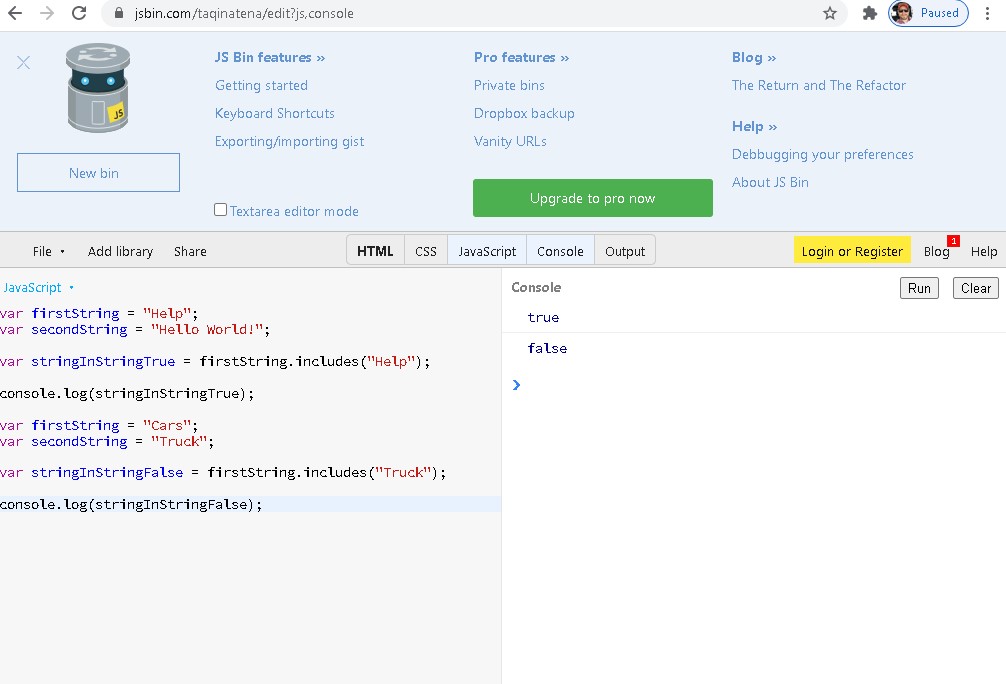 jsbin.com/taqinatena/edit?js,console
Paused
JS Bin features »
Getting started
Keyboard Shortcuts
Exporting/importing gist
Pro features »
Private bins
Dropbox backup
Vanity URLs
Blog »
The Return and The Refactor
Help »
Debbugging your preferences
About JS Bin
JS
New bin
Textarea editor mode
Upgrade to pro now
File Add library Share HTML CSS JavaScript Console Output Login or Register Blog 1 Help
JavaScript
var firstString = "Help";
var secondString = "Hello World!";
var stringInStringTrue = firstString.includes("Help");
console.log(stringInStringTrue);
var firstString = "Cars";
var secondString = "Truck";
var stringInStringFalse = firstString.includes("Truck");
console.log(stringInStringFalse);
Console Run Clear
true
false